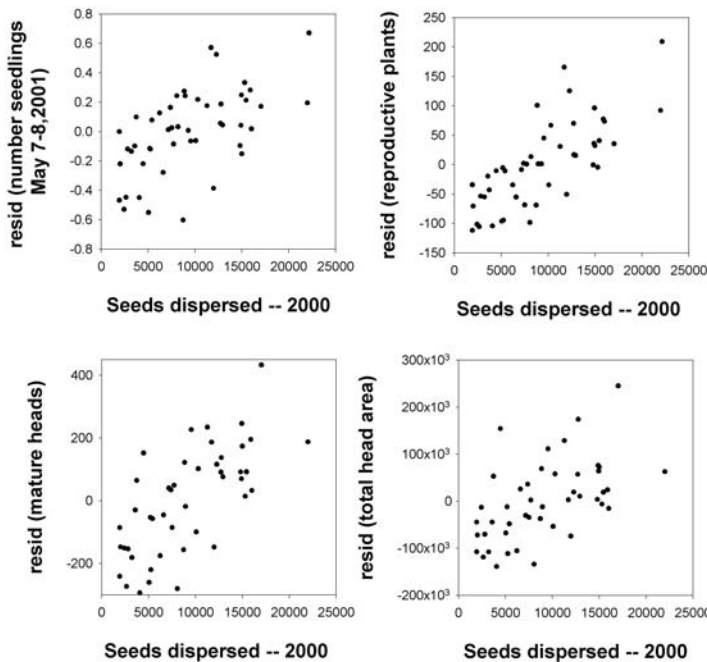 0.8
0.6
0.4
0.2
0.0
-0.2
-0.4
-0.6
-0.8
resid (number seedlings
May 7-8,2001)
0 5000 10000 15000 20000 25000
Seeds dispersed -- 2000
250
200
150
100
50
0
-50
-100
-150
resid (reproductive plants)
0 5000 10000 15000 20000 25000
Seeds dispersed -- 2000
400
200
0
-200
resid (mature heads)
0 5000 10000 15000 20000 25000
Seeds dispersed -- 2000
300x10³
200x10³
100x10³
0
-100x10³
-200x10³
resid (total head area)
0 5000 10000 15000 20000 25000
Seeds dispersed -- 2000